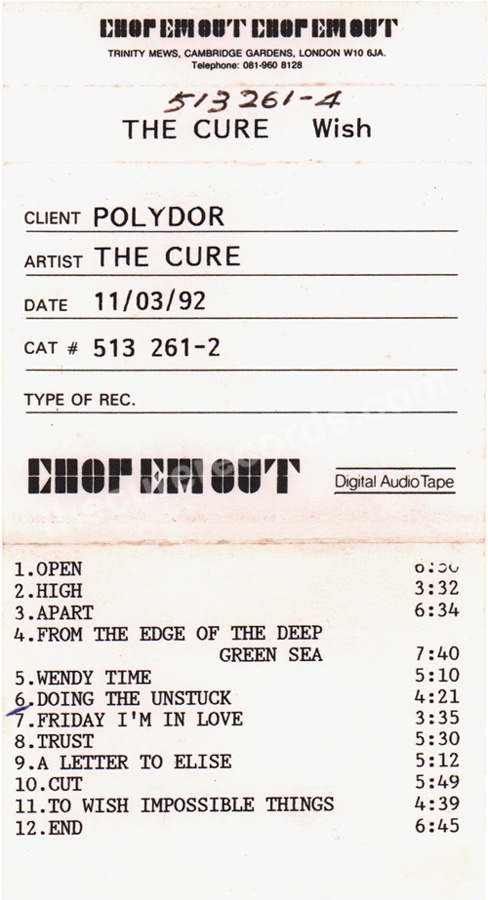 CHOP EM OUT CHOP EM OUT
TRINITY MEWS, CAMBRIDGE GARDENS, LONDON W10 6JA.
Telephone: 081-960 8128
513261-4
THE CURE Wish
CLIENT POLYDOR
ARTIST THE CURE
DATE 11/03/92
CAT # 513 261-2
TYPE OF REC.
CHOP EM OUT Digital Audio Tape
1.OPEN
2.HIGH 3:32
3.APART 6:34
4.FROM THE EDGE OF THE DEEP
GREEN SEA 7:40
5.WENDY TIME 5:10
6.DOING THE UNSTUCK 4:21
7.FRIDAY I'M IN LOVE 3:35
8.TRUST 5:30
9.A LETTER TO ELISE 5:12
10.CUT 5:49
11.TO WISH IMPOSSIBLE THINGS 4:39
12.END 6:45